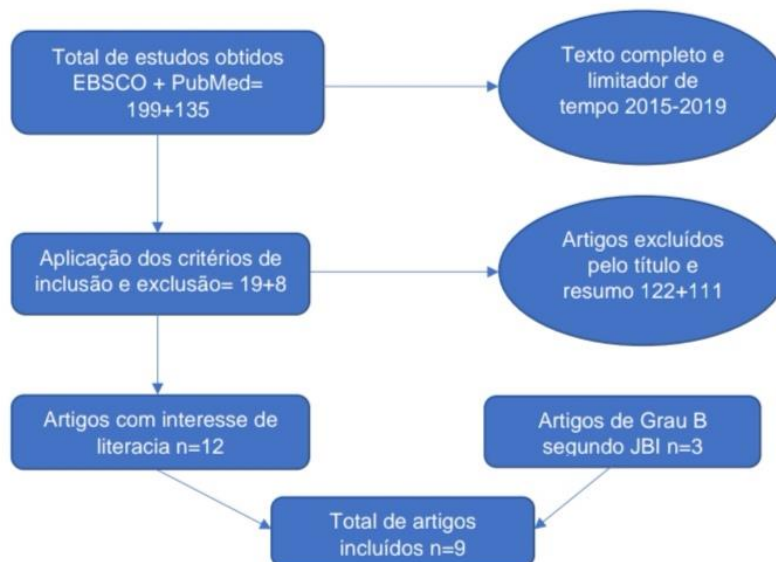 Total de estudos obtidos
EBSCO + PubMed=
199+135
Texto completo e
limitador de
tempo 2015-2019
Aplicação dos critérios de
inclusão e exclusão= 19+8
Artigos excluídos
pelo título e
resumo 122+111
Artigos com interesse de
literacia n=12
Artigos de Grau B
segundo JBI n=3
Total de artigos
incluídos n=9